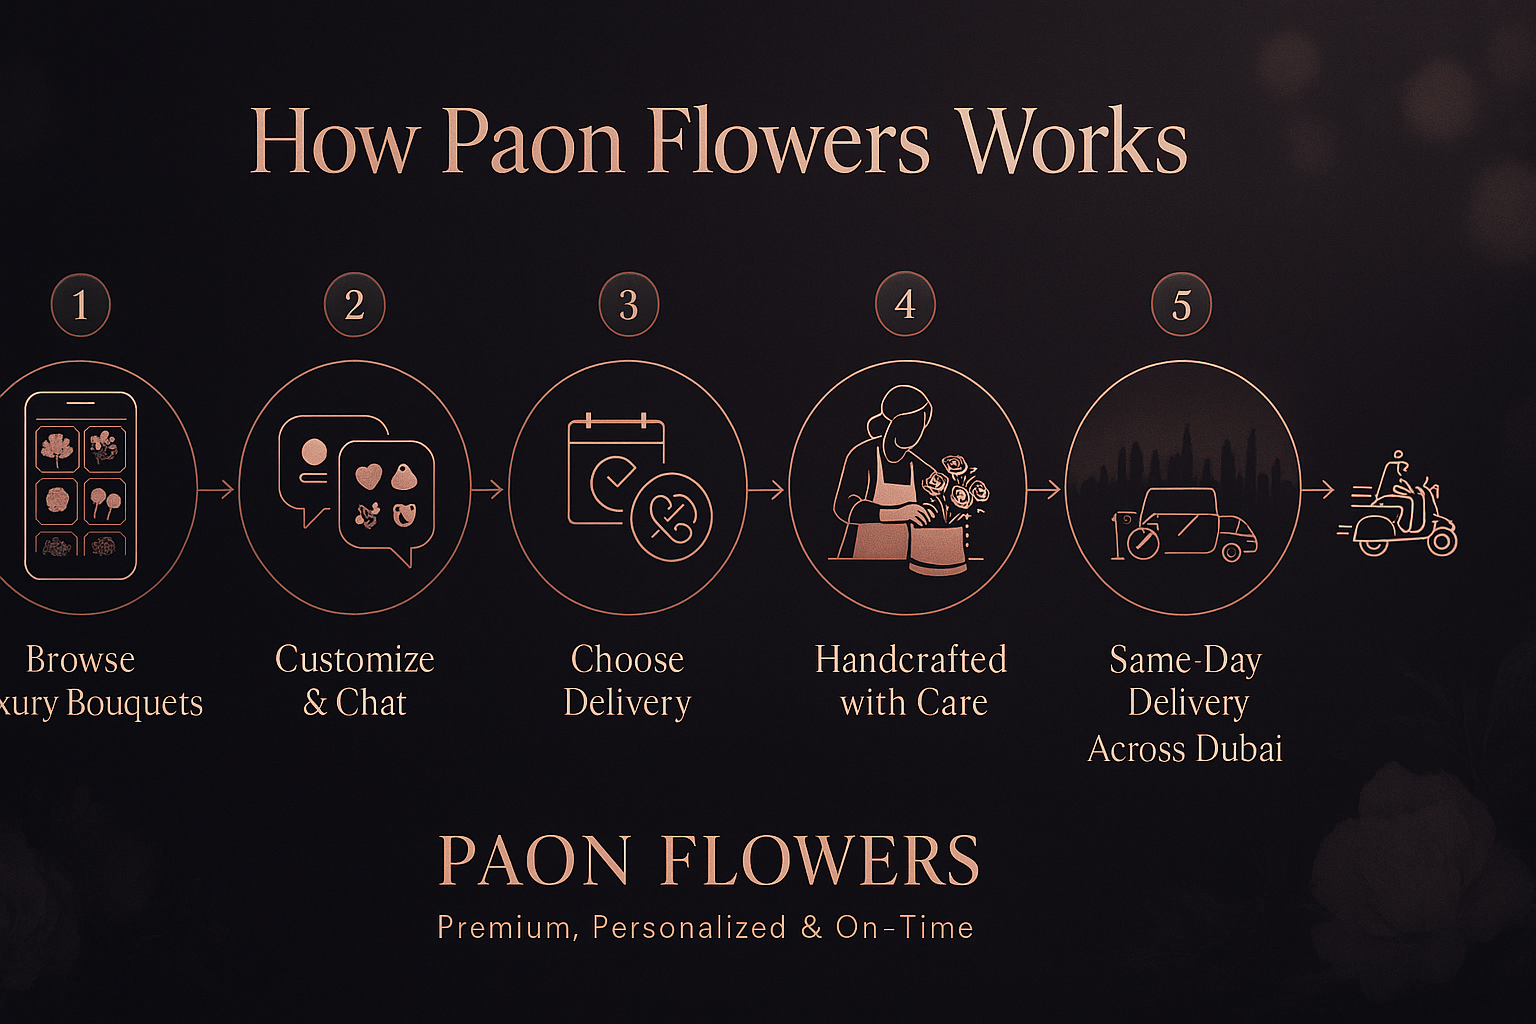 How Paon Flowers Works
1
2
3
4
5
Browse
xury Bouquets
Customize
& Chat
Choose
Delivery
Handcrafted
with Care
Same-Day
Delivery
Across Dubai
PAON FLOWERS
Premium, Personalized & On-Time